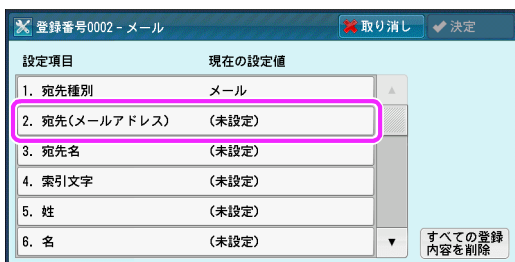 登録番号0002 - メール 取り消し 決定
設定項目 現在の設定値
1. 宛先種別 メール
2. 宛先(メールアドレス) (未設定)
3. 宛先名 (未設定)
4. 索引文字 (未設定)
5. 姓 (未設定)
6. 名 (未設定)
すべての登録
内容を削除